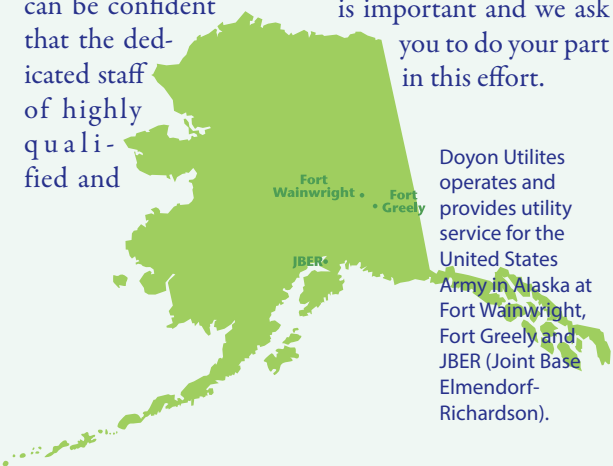 can be confident
that the ded-
icated staff
of highly
quali-
fied and
is important and we ask
you to do your part
in this effort.
Fort
Wainwright
Fort
Greely
JBER
Doyon Utilites
operates and
provides utility
service for the
United States
Army in Alaska at
Fort Wainwright,
Fort Greely and
JBER (Joint Base
Elmendorf-
Richardson).